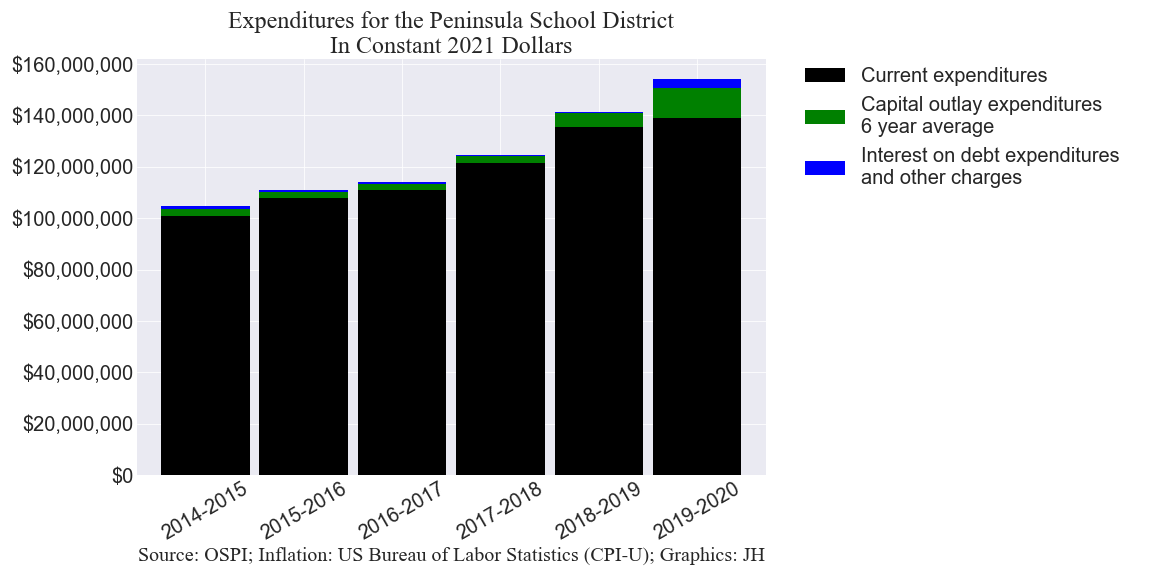 Expenditures for the Peninsula School District
In Constant 2021 Dollars
$160,000,000
$140,000,000
$120,000,000
$100,000,000
$80,000,000
$60,000,000
$40,000,000
$20,000,000
$0
2014-2015
2015-2016
2016-2017
2017-2018
2018-2019
2019-2020
Current expenditures
Capital outlay expenditures
6 year average
Interest on debt expenditures
and other charges
Source: OSPI; Inflation: US Bureau of Labor Statistics (CPI-U); Graphics: JH